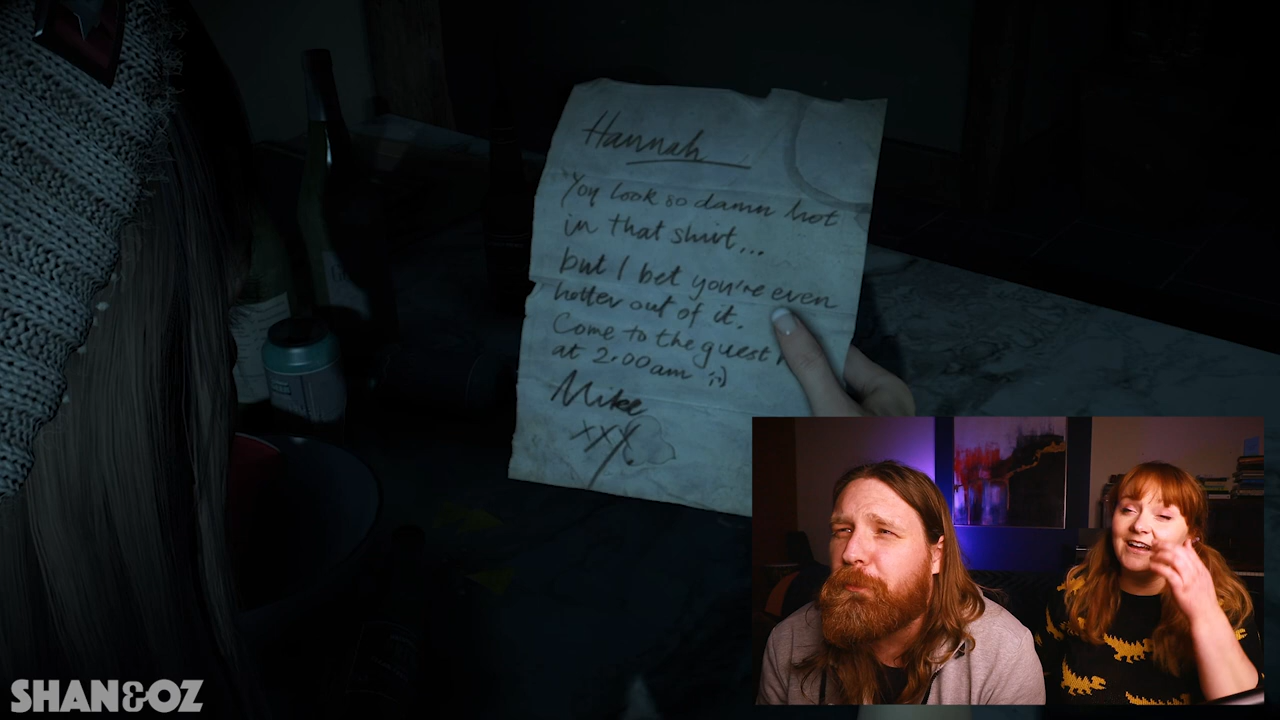 Hannah
You look so damn hot
in that shirt...
but I bet you're even
hotter out of it.
Come to the guest
at 2.00am ;)
Mike
xxx
SHAN&OZ